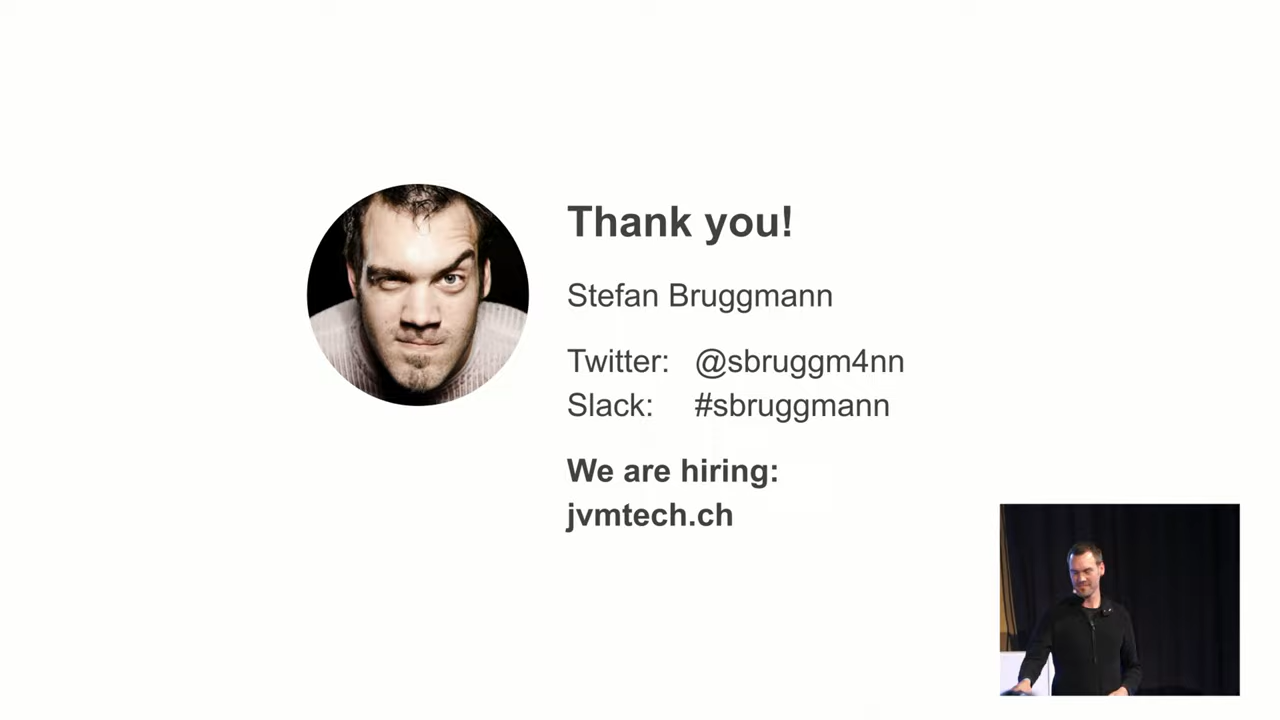 Thank you!
Stefan Bruggmann
Twitter: @sbruggm4nn
Slack: #sbruggmann
We are hiring:
jvmtech.ch